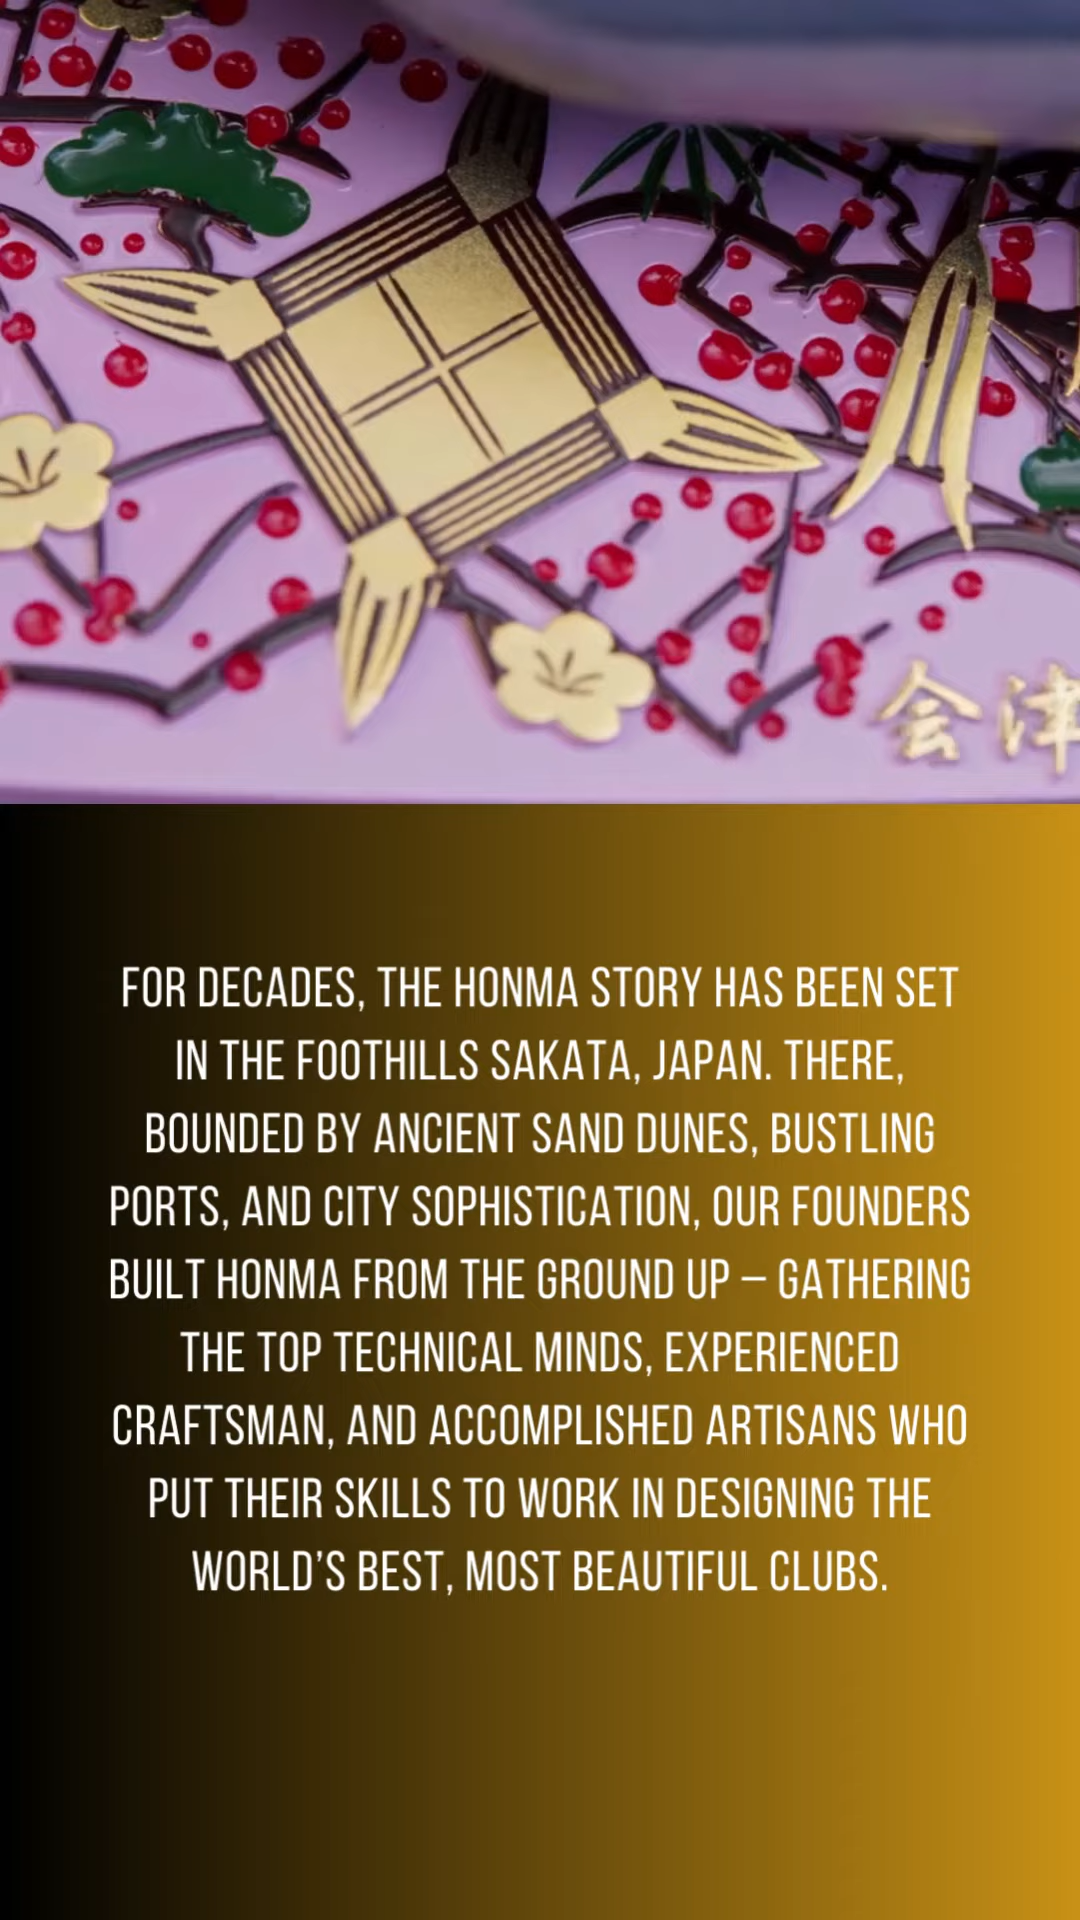 会津
FOR DECADES, THE HONMA STORY HAS BEEN SET
IN THE FOOTHILLS SAKATA, JAPAN. THERE,
BOUNDED BY ANCIENT SAND DUNES, BUSTLING
PORTS, AND CITY SOPHISTICATION, OUR FOUNDERS
BUILT HONMA FROM THE GROUND UP – GATHERING
THE TOP TECHNICAL MINDS, EXPERIENCED
CRAFTSMAN, AND ACCOMPLISHED ARTISANS WHO
PUT THEIR SKILLS TO WORK IN DESIGNING THE
WORLD’S BEST, MOST BEAUTIFUL CLUBS.